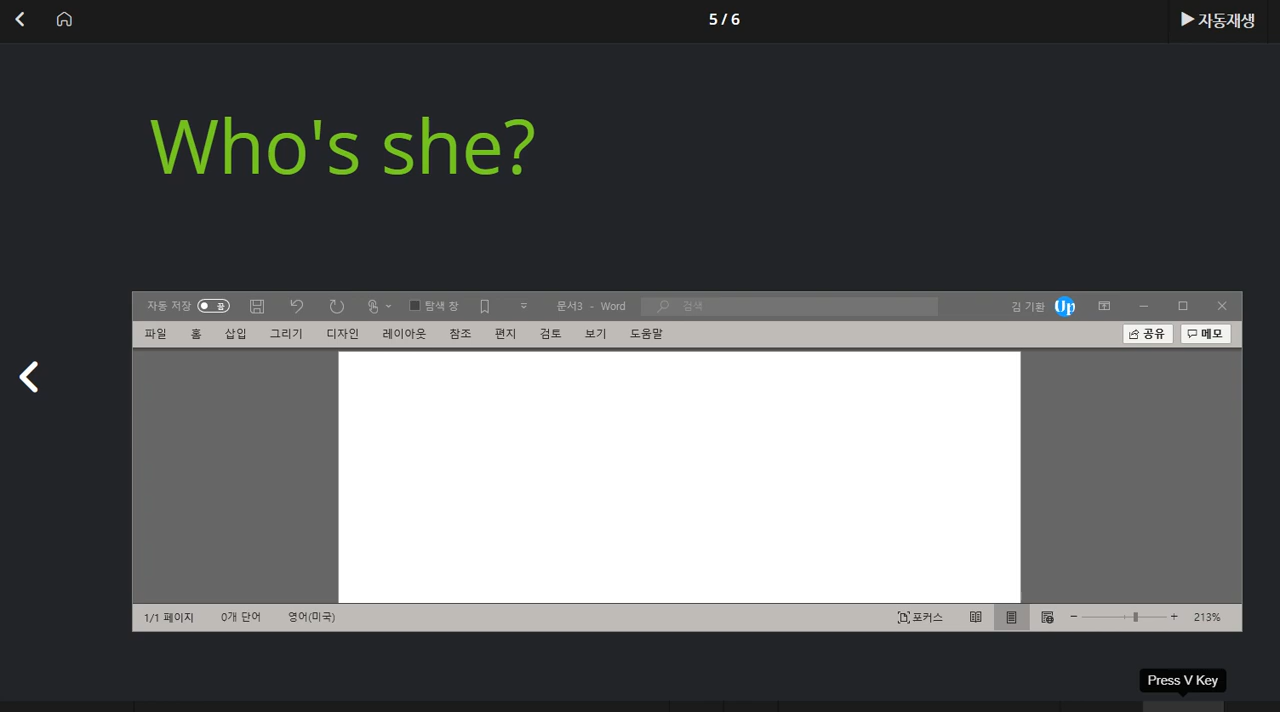 5 / 6
▶ 자동재생
Who's she?
자동 저장 끔 탐색 창 문서3 - Word 검색 김 기환 Up
파일 홈 삽입 그리기 디자인 레이아웃 참조 편지 검토 보기 도움말 공유 메모
1/1 페이지 0개 단어 영어(미국) 포커스 213%
Press V Key